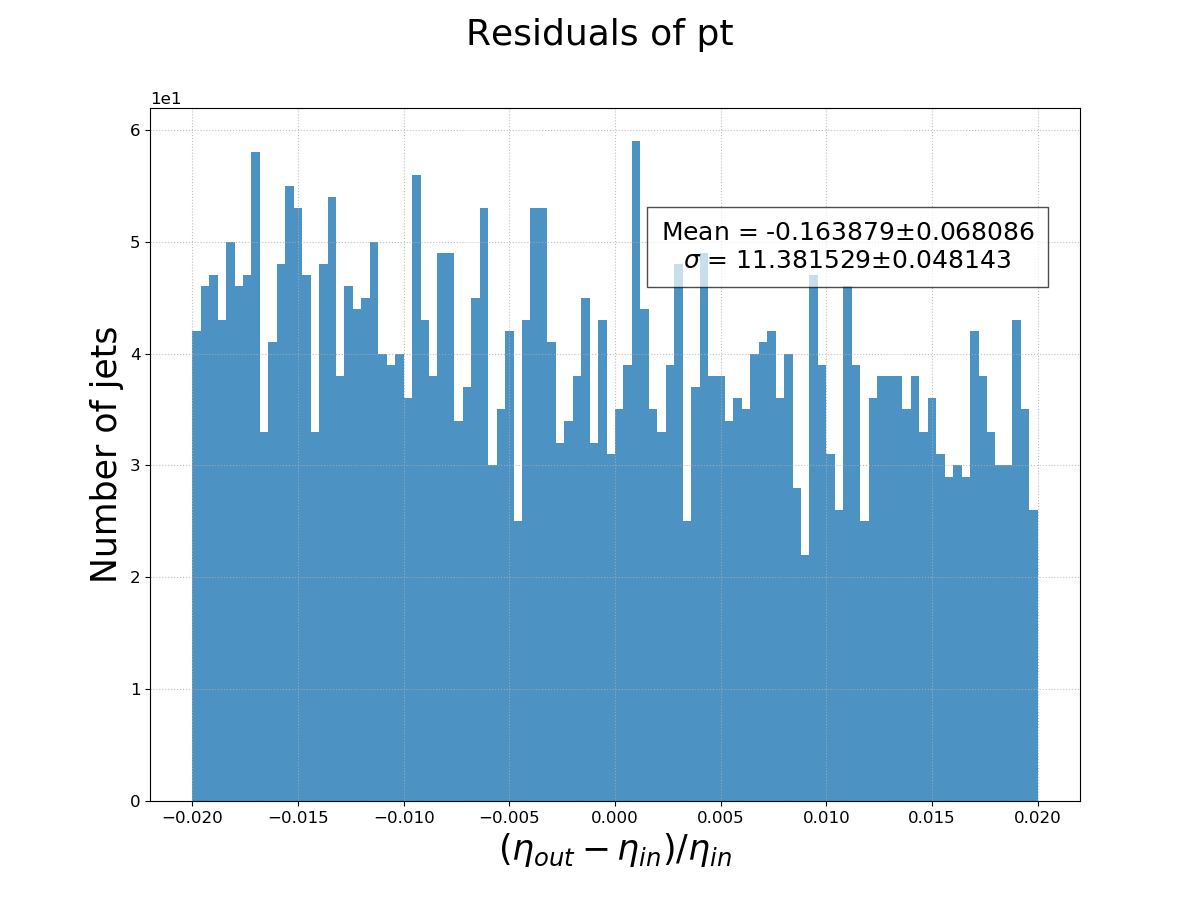 Residuals of pt
1e1
6
5
4
3
2
1
0
Number of jets
Mean = -0.163879±0.068086
σ = 11.381529±0.048143
−0.020 −0.015 −0.010 −0.005 0.000 0.005 0.010 0.015 0.020
(η_out − η_in)/η_in